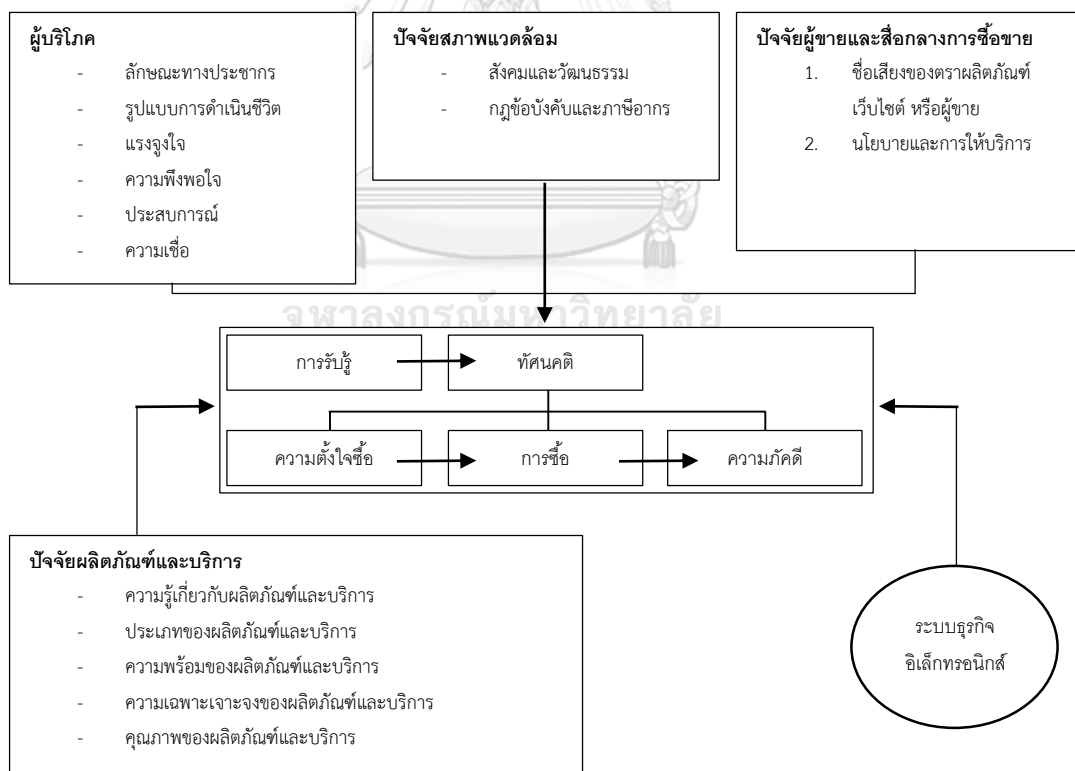 ผู้บริโภค
- ลักษณะทางประชากร
- รูปแบบการดำเนินชีวิต
- แรงจูงใจ
- ความพึงพอใจ
- ประสบการณ์
- ความเชื่อ
ปัจจัยสภาพแวดล้อม
- สังคมและวัฒนธรรม
- กฎข้อบังคับและภาษีอากร
ปัจจัยผู้ขายและสื่อกลางการซื้อขาย
1. ชื่อเสียงของตราผลิตภัณฑ์
เว็บไซต์ หรือผู้ขาย
2. นโยบายและการให้บริการ
จุฬาลงกรณ์มหาวิทยาลัย
การรับรู้
ทัศนคติ
ความตั้งใจซื้อ
การซื้อ
ความภัคดี
ปัจจัยผลิตภัณฑ์และบริการ
- ความรู้เกี่ยวกับผลิตภัณฑ์และบริการ
- ประเภทของผลิตภัณฑ์และบริการ
- ความพร้อมของผลิตภัณฑ์และบริการ
- ความเฉพาะเจาะจงของผลิตภัณฑ์และบริการ
- คุณภาพของผลิตภัณฑ์และบริการ
ระบบธุรกิจ
อิเล็กทรอนิกส์